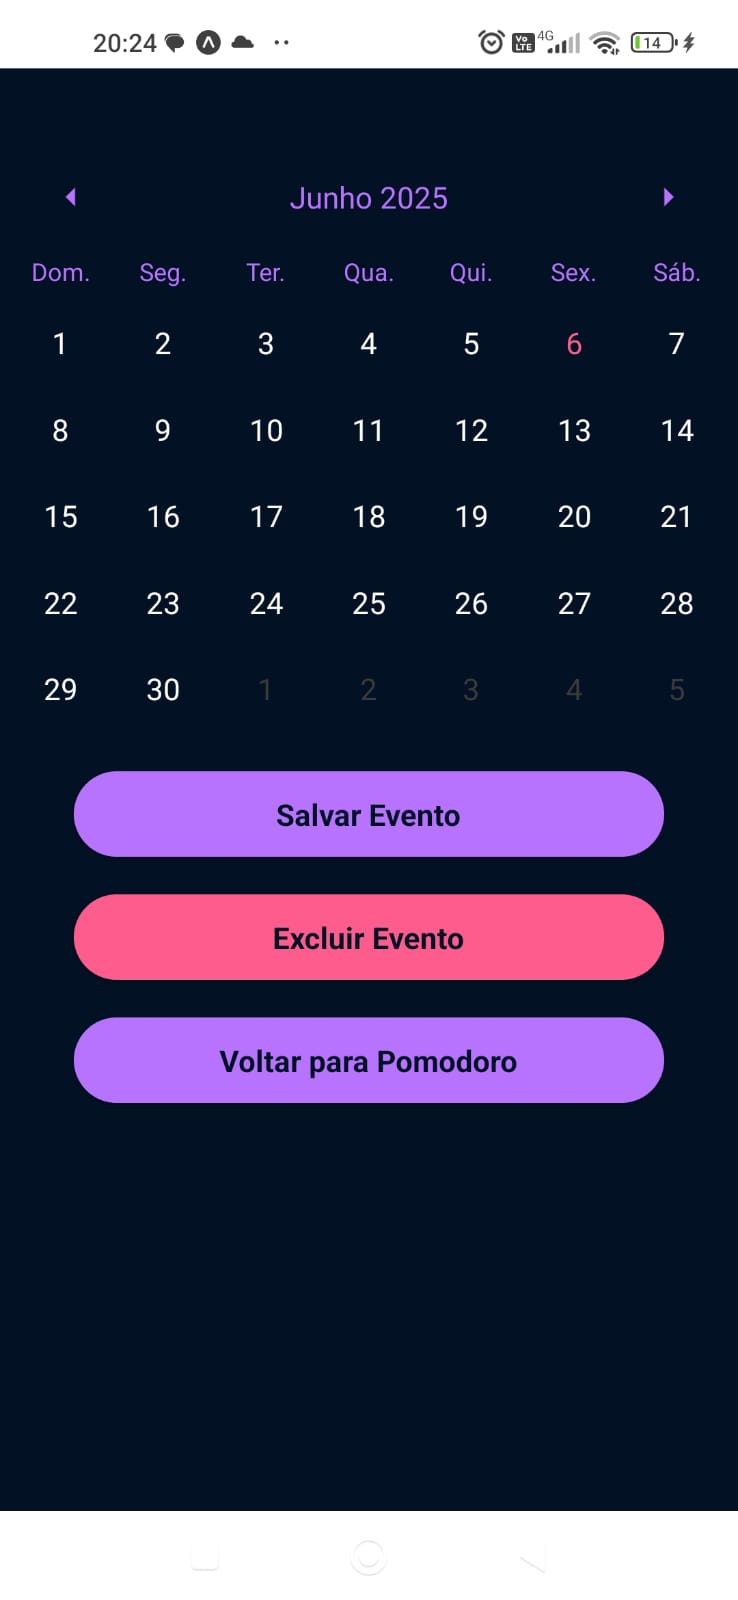 20:24 Vo LTE 4G 14
Junho 2025
Dom. Seg. Ter. Qua. Qui. Sex. Sáb.
1 2 3 4 5 6 7
8 9 10 11 12 13 14
15 16 17 18 19 20 21
22 23 24 25 26 27 28
29 30 1 2 3 4 5
Salvar Evento
Excluir Evento
Voltar para Pomodoro